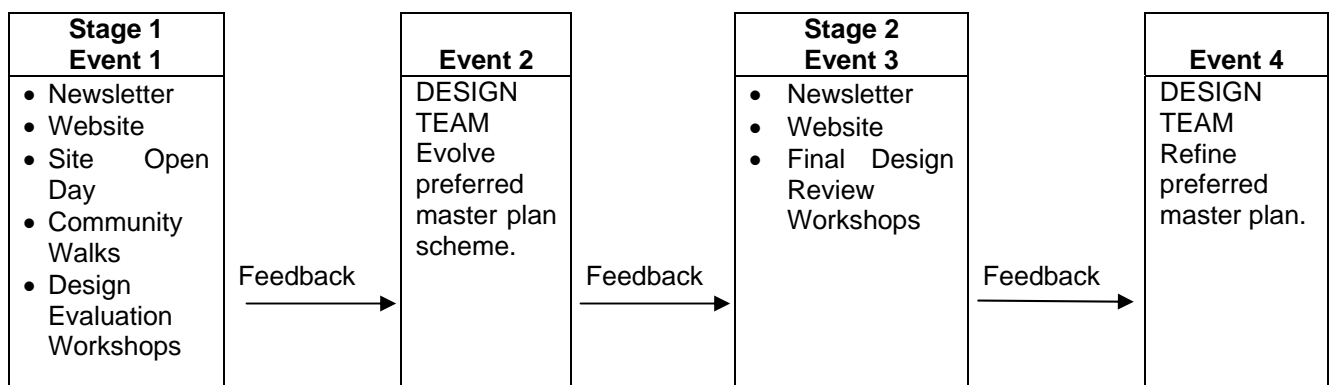 Stage 1
Event 1
• Newsletter
• Website
• Site Open
Day
• Community
Walks
• Design
Evaluation
Workshops
Feedback
Event 2
DESIGN
TEAM
Evolve
preferred
master plan
scheme.
Feedback
Stage 2
Event 3
• Newsletter
• Website
• Final Design
Review
Workshops
Feedback
Event 4
DESIGN
TEAM
Refine
preferred
master plan.